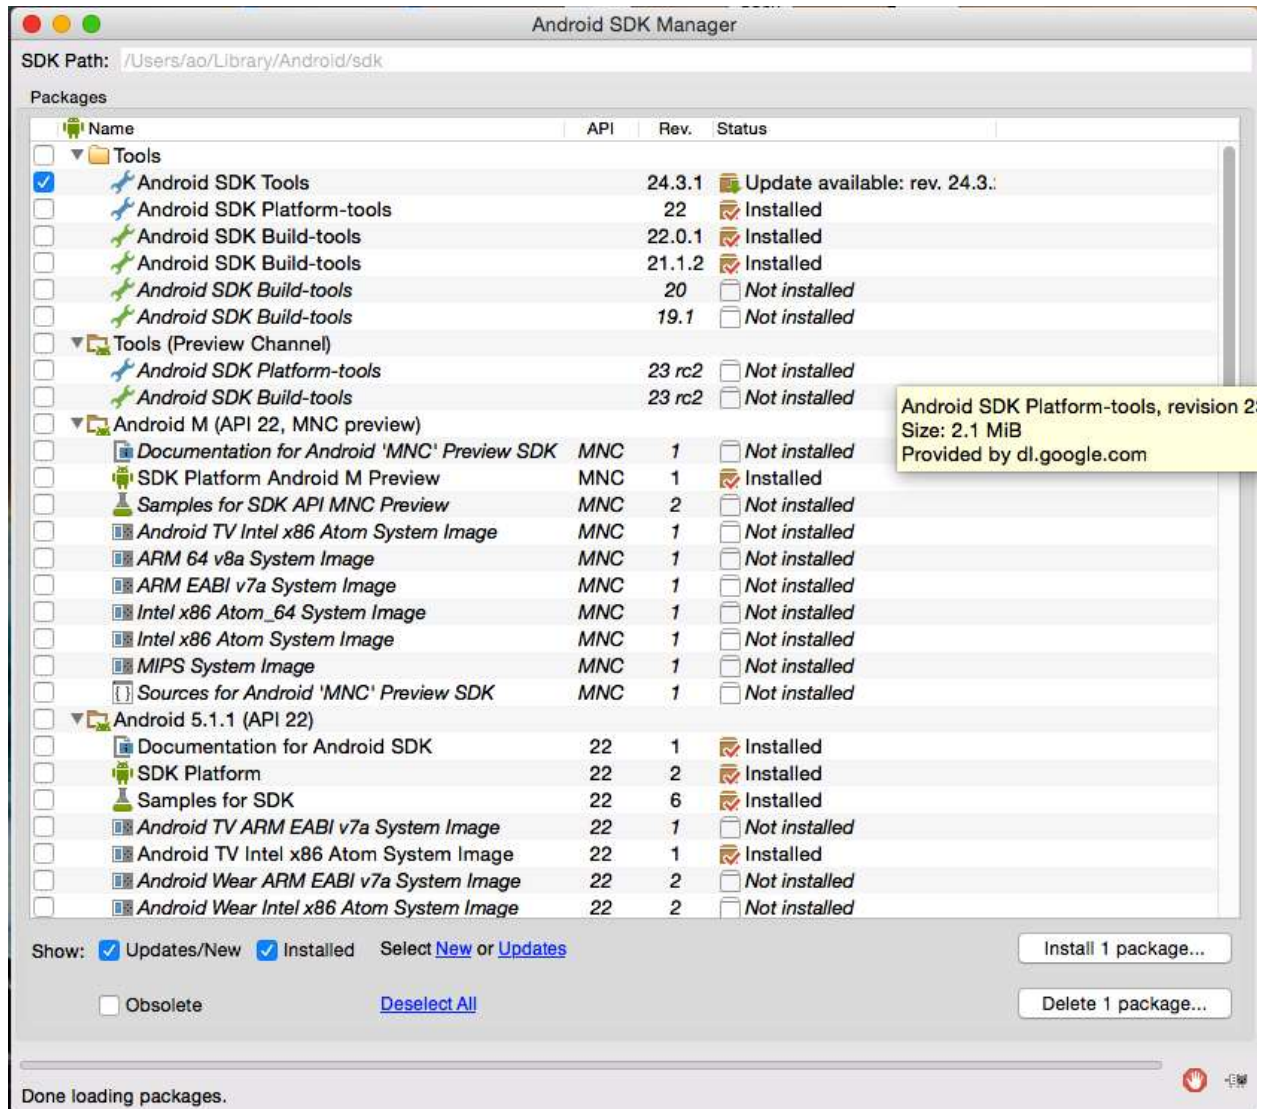 Android SDK Manager
SDK Path: /Users/ao/Library/Android/sdk
Packages
Name API Rev. Status
Tools
Android SDK Tools 24.3.1 Update available: rev. 24.3.
Android SDK Platform-tools 22 Installed
Android SDK Build-tools 22.0.1 Installed
Android SDK Build-tools 21.1.2 Installed
Android SDK Build-tools 20 Not installed
Android SDK Build-tools 19.1 Not installed
Tools (Preview Channel)
Android SDK Platform-tools 23 rc2 Not installed
Android SDK Build-tools 23 rc2 Not installed
Android SDK Platform-tools, revision 2
Size: 2.1 MiB
Provided by dl.google.com
Android M (API 22, MNC preview)
Documentation for Android 'MNC' Preview SDK MNC 1 Not installed
SDK Platform Android M Preview MNC 1 Installed
Samples for SDK API MNC Preview MNC 2 Not installed
Android TV Intel x86 Atom System Image MNC 1 Not installed
ARM 64 v8a System Image MNC 1 Not installed
ARM EABI v7a System Image MNC 1 Not installed
Intel x86 Atom_64 System Image MNC 1 Not installed
Intel x86 Atom System Image MNC 1 Not installed
MIPS System Image MNC 1 Not installed
Sources for Android 'MNC' Preview SDK MNC 1 Not installed
Android 5.1.1 (API 22)
Documentation for Android SDK 22 1 Installed
SDK Platform 22 2 Installed
Samples for SDK 22 6 Installed
Android TV ARM EABI v7a System Image 22 1 Not installed
Android TV Intel x86 Atom System Image 22 1 Installed
Android Wear ARM EABI v7a System Image 22 2 Not installed
Android Wear Intel x86 Atom System Image 22 2 Not installed
Show: Updates/New Installed Select New or Updates Install 1 package...
Obsolete Deselect All Delete 1 package...
Done loading packages.